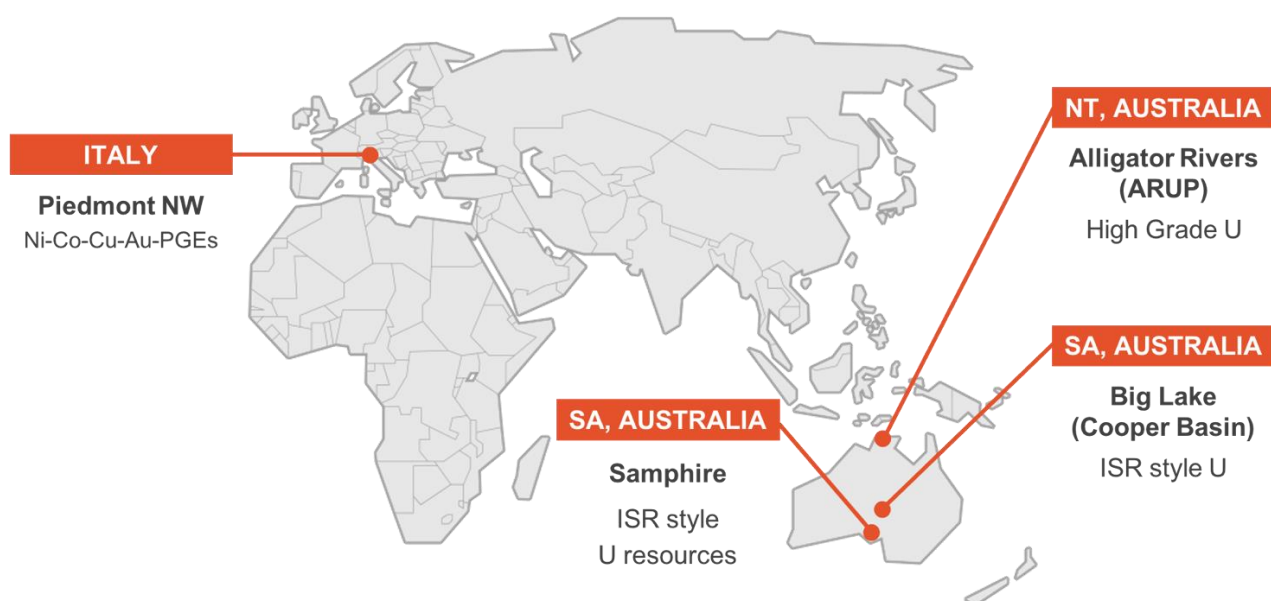 ITALY
Piedmont NW
Ni-Co-Cu-Au-PGEs
NT, AUSTRALIA
Alligator Rivers
(ARUP)
High Grade U
SA, AUSTRALIA
Big Lake
(Cooper Basin)
ISR style U
SA, AUSTRALIA
Samphire
ISR style
U resources